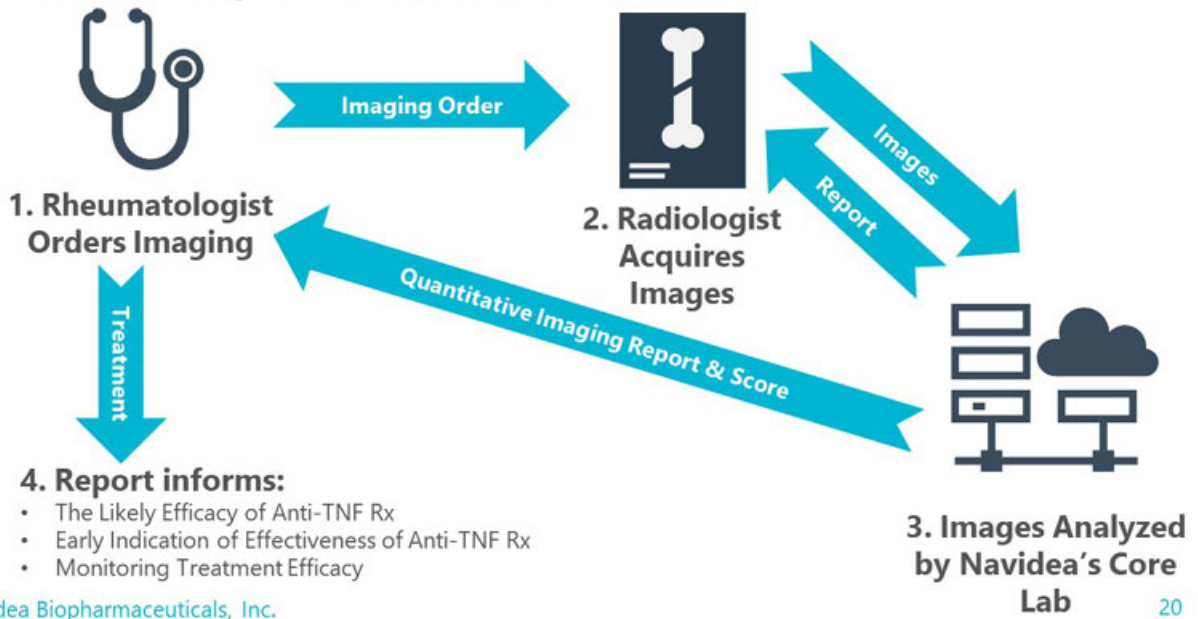 Imaging Order
Images
Report
1. Rheumatologist
Orders Imaging
2. Radiologist
Acquires
Images
Quantitative Imaging Report & Score
Treatment
4. Report informs:
• The Likely Efficacy of Anti-TNF Rx
• Early Indication of Effectiveness of Anti-TNF Rx
• Monitoring Treatment Efficacy
3. Images Analyzed
by Navidea's Core
Lab
Biopharmaceuticals, Inc.
20